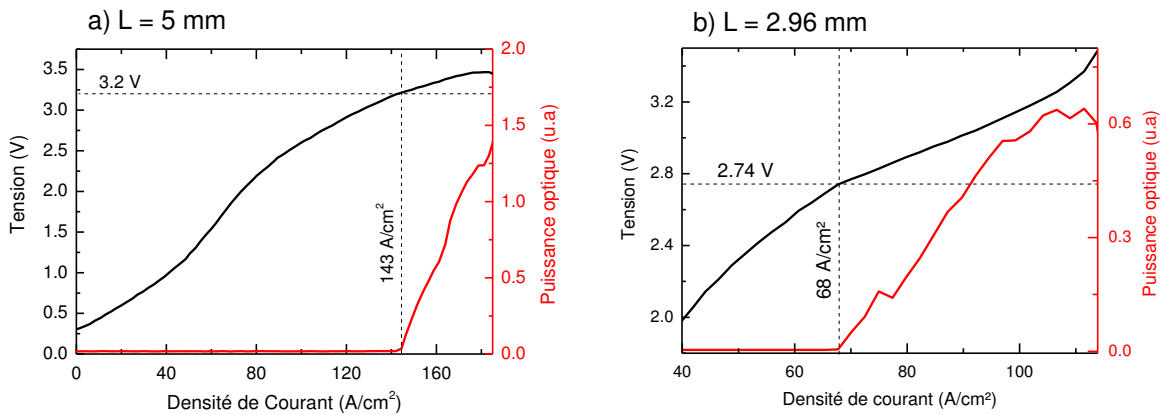 a) L = 5 mm
Tension (V)
3.5
3.0
2.5
2.0
1.5
1.0
0.5
0.0
3.2 V
143 A/cm²
0
40
80
120
160
Densité de Courant (A/cm²)
2.0
1.5
1.0
0.5
0.0
Puissance optique (u.a)
b) L = 2.96 mm
Tension (V)
3.2
2.8
2.4
2.0
2.74 V
68 A/cm²
40
60
80
100
Densité de courant (A/cm²)
0.6
0.3
0.0
Puissance optique (u.a)